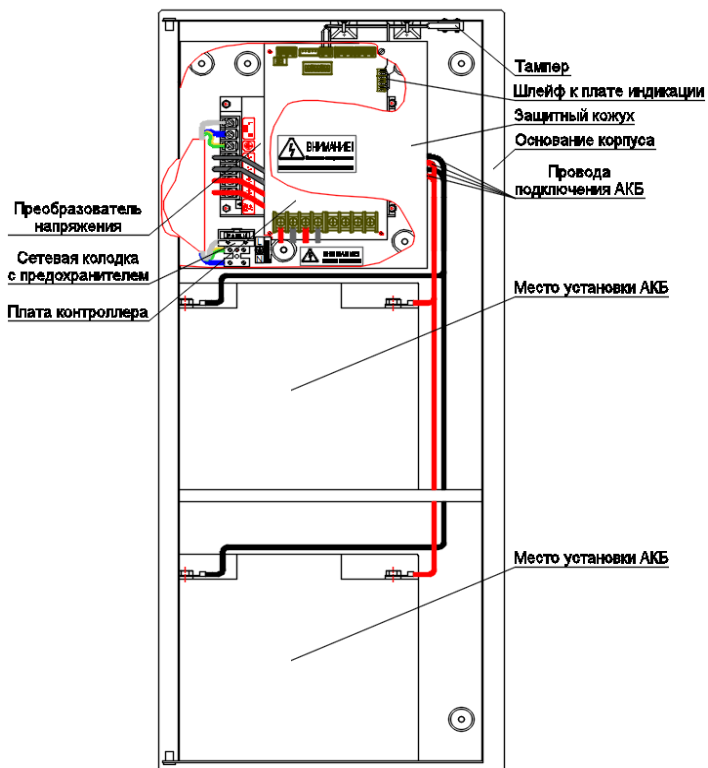 Тампер
Шлейф к плате индикации
Защитный кожух
Основание корпуса
Провода
подключения АКБ
ВНИМАНИЕ!
Преобразователь
напряжения
Сетевая колодка
с предохранителем
Плата контроллера
ВНИМАНИЕ!
Место установки АКБ
Место установки АКБ